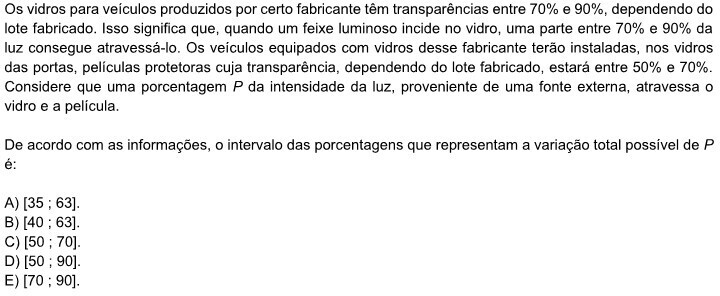 Os vidros para veículos produzidos por certo fabricante têm transparências entre 70% e 90%, dependendo do
lote fabricado. Isso significa que, quando um feixe luminoso incide no vidro, uma parte entre 70% e 90% da
luz consegue atravessá-lo. Os veículos equipados com vidros desse fabricante terão instaladas, nos vidros
das portas, películas protetoras cuja transparência, dependendo do lote fabricado, estará entre 50% e 70%.
Considere que uma porcentagem P da intensidade da luz, proveniente de uma fonte externa, atravessa o
vidro e a película.
De acordo com as informações, o intervalo das porcentagens que representam a variação total possível de P
é:
A) [35 ; 63].
B) [40 ; 63].
C) [50 ; 70].
D) [50 ; 90].
E) [70 ; 90].